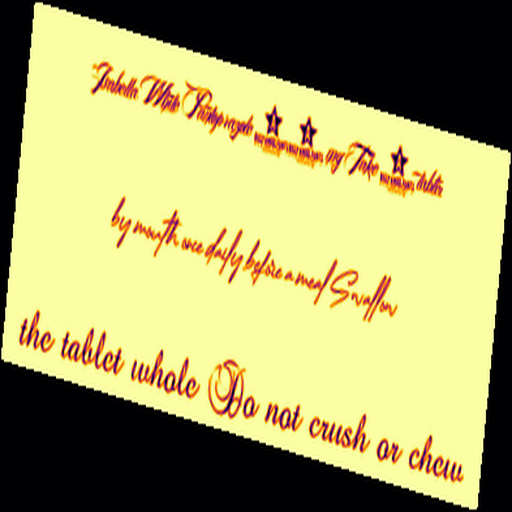 Isabella White Pantoprazole mg Take tablet
by mouth once daily before a meal Swallow
the tablet whole Do not crush or chew